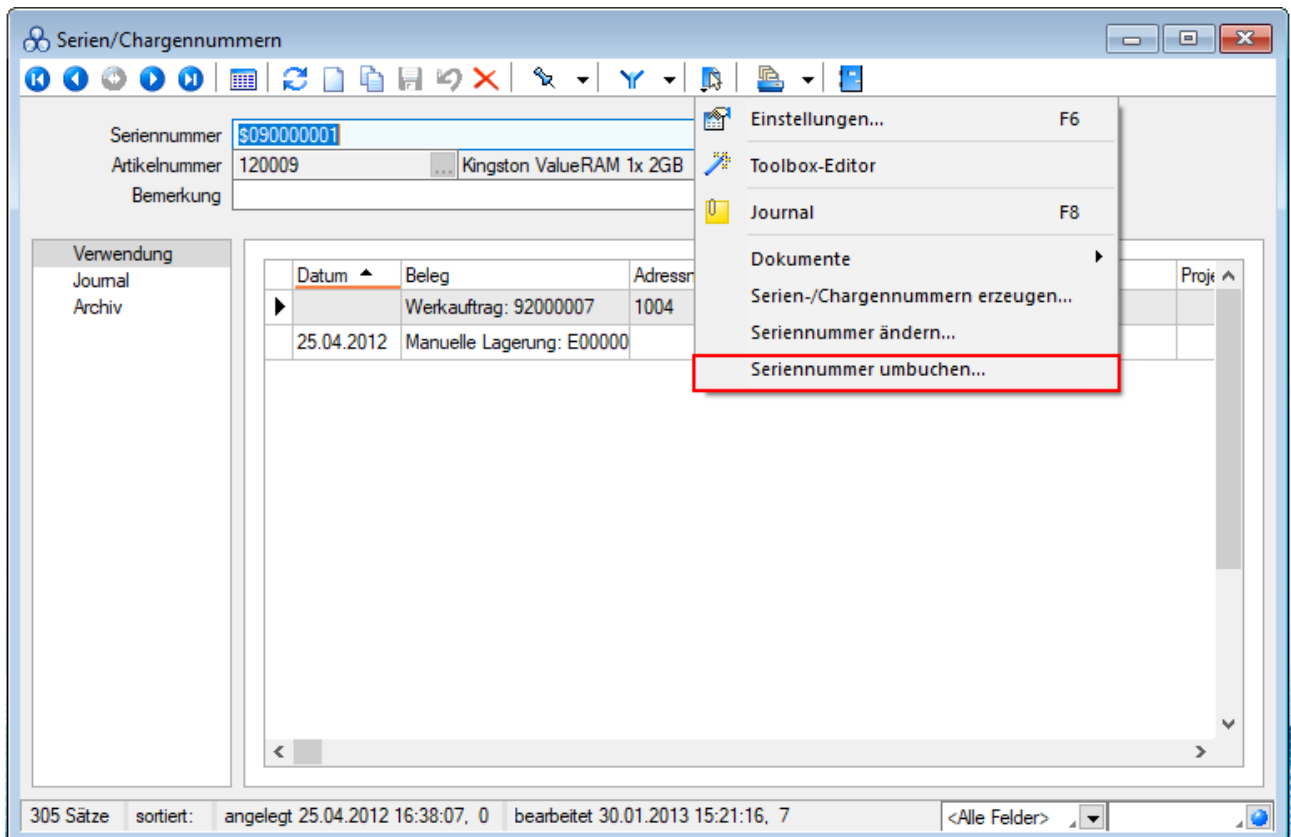 Serien/Chargennummern
Seriennummer $090000001
Artikelnummer 120009 ... Kingston ValueRAM 1x 2GB
Bemerkung
Einstellungen... F6
Toolbox-Editor
Journal F8
Dokumente
Serien-/Chargennummern erzeugen...
Seriennummer ändern...
Seriennummer umbuchen...
Verwendung
Journal
Archiv
Datum Beleg Adressn Proje
Werkauftrag: 92000007 1004
25.04.2012 Manuelle Lagerung: E00000
305 Sätze sortiert: angelegt 25.04.2012 16:38:07, 0 bearbeitet 30.01.2013 15:21:16, 7 <Alle Felder>